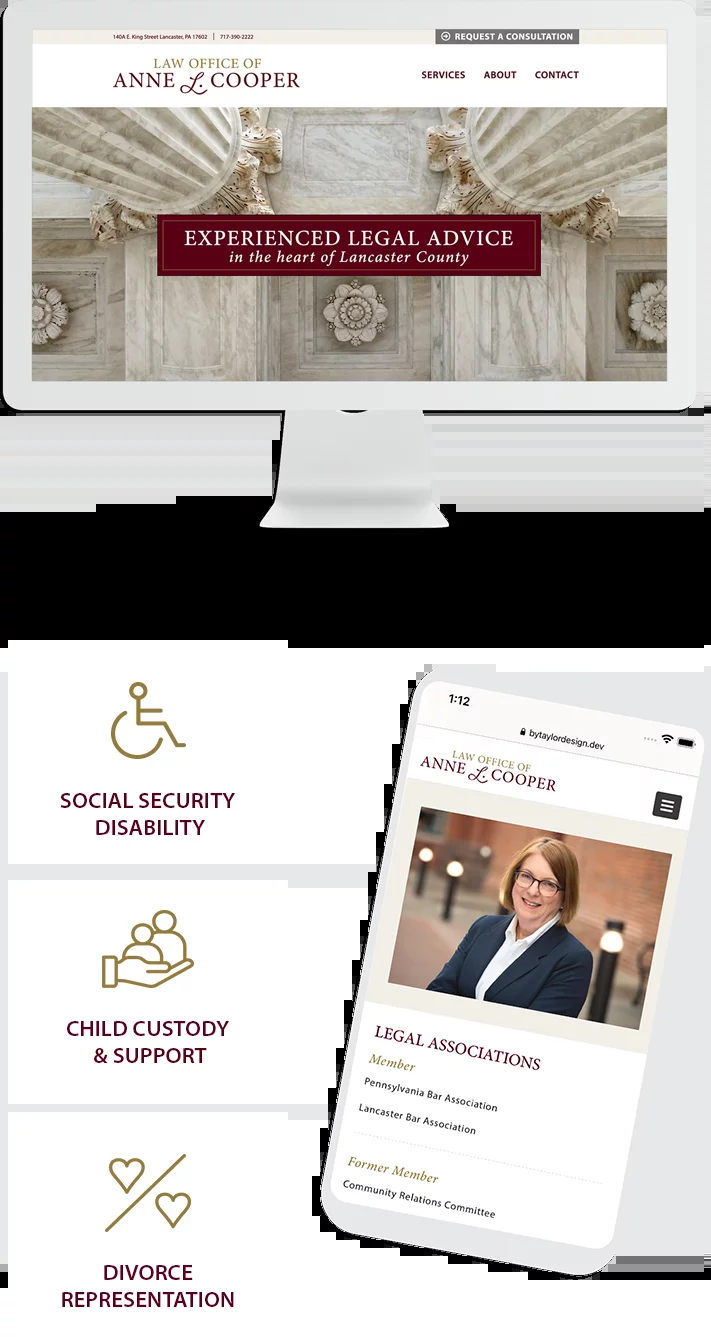 140A E. King Street Lancaster, PA 17602 | 717-390-2222
REQUEST A CONSULTATION
LAW OFFICE OF
ANNE L. COOPER
SERVICES ABOUT CONTACT
EXPERIENCED LEGAL ADVICE
in the heart of Lancaster County
SOCIAL SECURITY
DISABILITY
CHILD CUSTODY
& SUPPORT
DIVORCE
REPRESENTATION
1:12
bytaylordesign.dev
LAW OFFICE OF
ANNE L. COOPER
LEGAL ASSOCIATIONS
Member
Pennsylvania Bar Association
Lancaster Bar Association
Former Member
Community Relations Committee